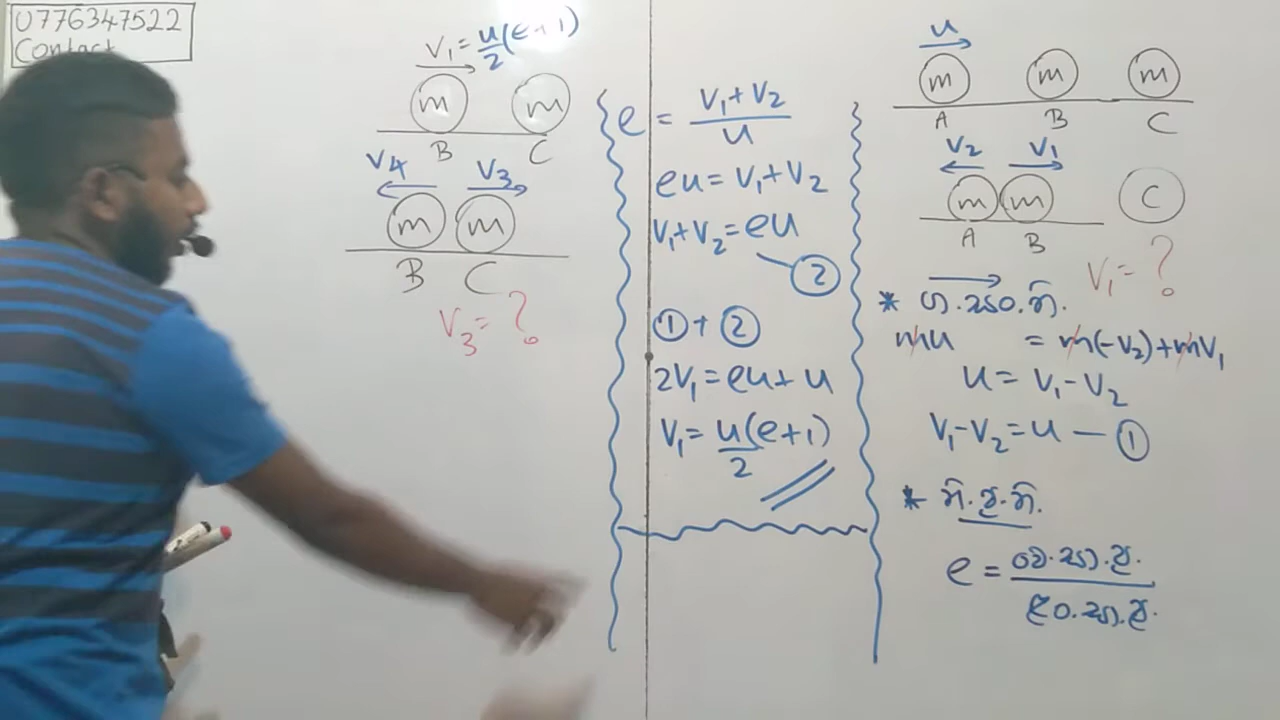 0776347522
Contact
V₁ = u/2 (e+1)
m m
B C
V₄ V₃
m m
B C
V₃ = ?
e = (V₁ + V₂)/u
eu = V₁ + V₂
V₁ + V₂ = eu
②
① + ②
2V₁ = eu + u
V₁ = u(e+1)/2
u
m m m
A B C
V₂ V₁
m m C
A B
V₁ = ?
mu = m(-V₂) + mV₁
u = V₁ - V₂
V₁ - V₂ = u — ①
e =